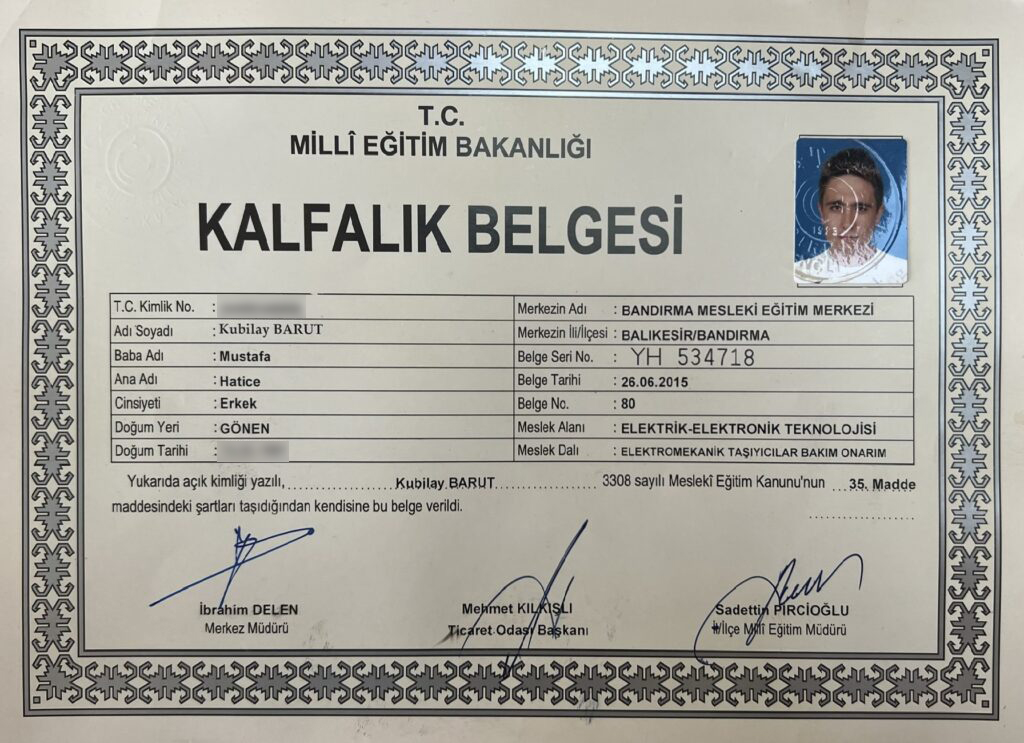 T.C.
MİLLÎ EĞİTİM BAKANLIĞI
KALFALIK BELGESİ
T.C. Kimlik No. :
Adı Soyadı : Kubilay BARUT
Baba Adı : Mustafa
Ana Adı : Hatice
Cinsiyeti : Erkek
Doğum Yeri : GÖNEN
Doğum Tarihi :
Merkezin Adı : BANDIRMA MESLEKİ EĞİTİM MERKEZİ
Merkezin İli/İlçesi : BALIKESİR/BANDIRMA
Belge Seri No. : YH 534718
Belge Tarihi : 26.06.2015
Belge No. : 80
Meslek Alanı : ELEKTRİK-ELEKTRONİK TEKNOLOJİSİ
Meslek Dalı : ELEKTROMEKANİK TAŞIYICILAR BAKIM ONARIM
Yukarıda açık kimliği yazılı, Kubilay BARUT 3308 sayılı Meslekî Eğitim Kanunu'nun 35. Madde
maddesindeki şartları taşıdığından kendisine bu belge verildi.
İbrahim DELEN
Merkez Müdürü
Mehmet KILKIŞLI
Ticaret Odası Başkanı
Sadettin PİRCİOĞLU
İl/İlçe Millî Eğitim Müdürü